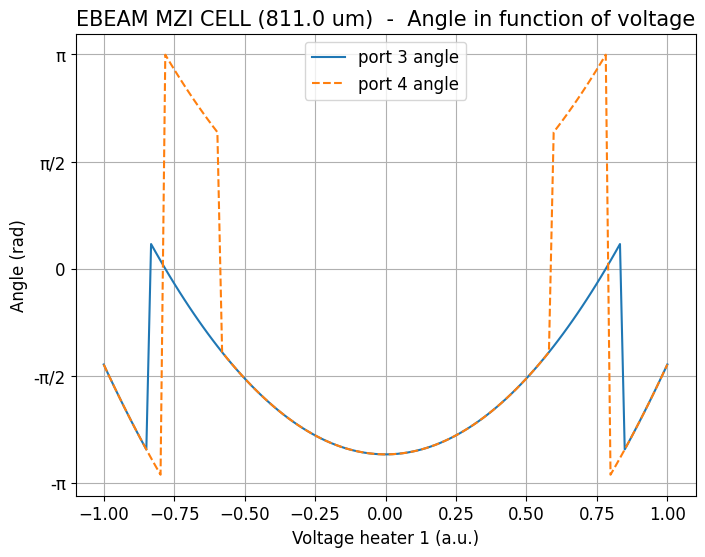 EBEAM MZI CELL (811.0 um)  -  Angle in function of voltage
port 3 angle
port 4 angle
π
π/2
0
-π/2
-π
Angle (rad)
−1.00 −0.75 −0.50 −0.25 0.00 0.25 0.50 0.75 1.00
Voltage heater 1 (a.u.)